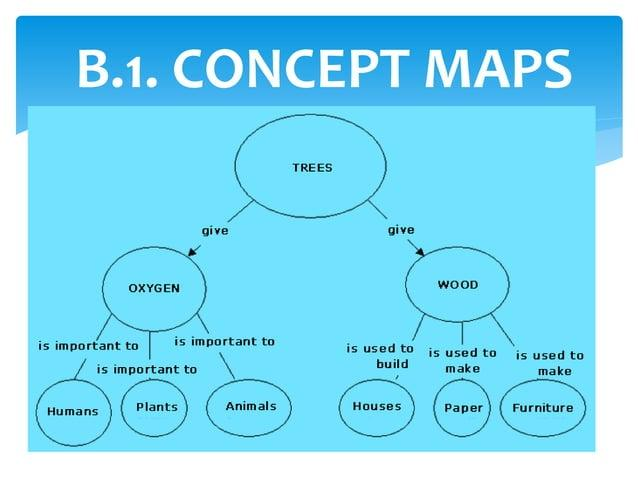 B.1. CONCEPT MAPS
TREES
give
give
OXYGEN
WOOD
is important to
is important to
is important to
is used to
build
is used to
make
is used to
make
Humans
Plants
Animals
Houses
Paper
Furniture